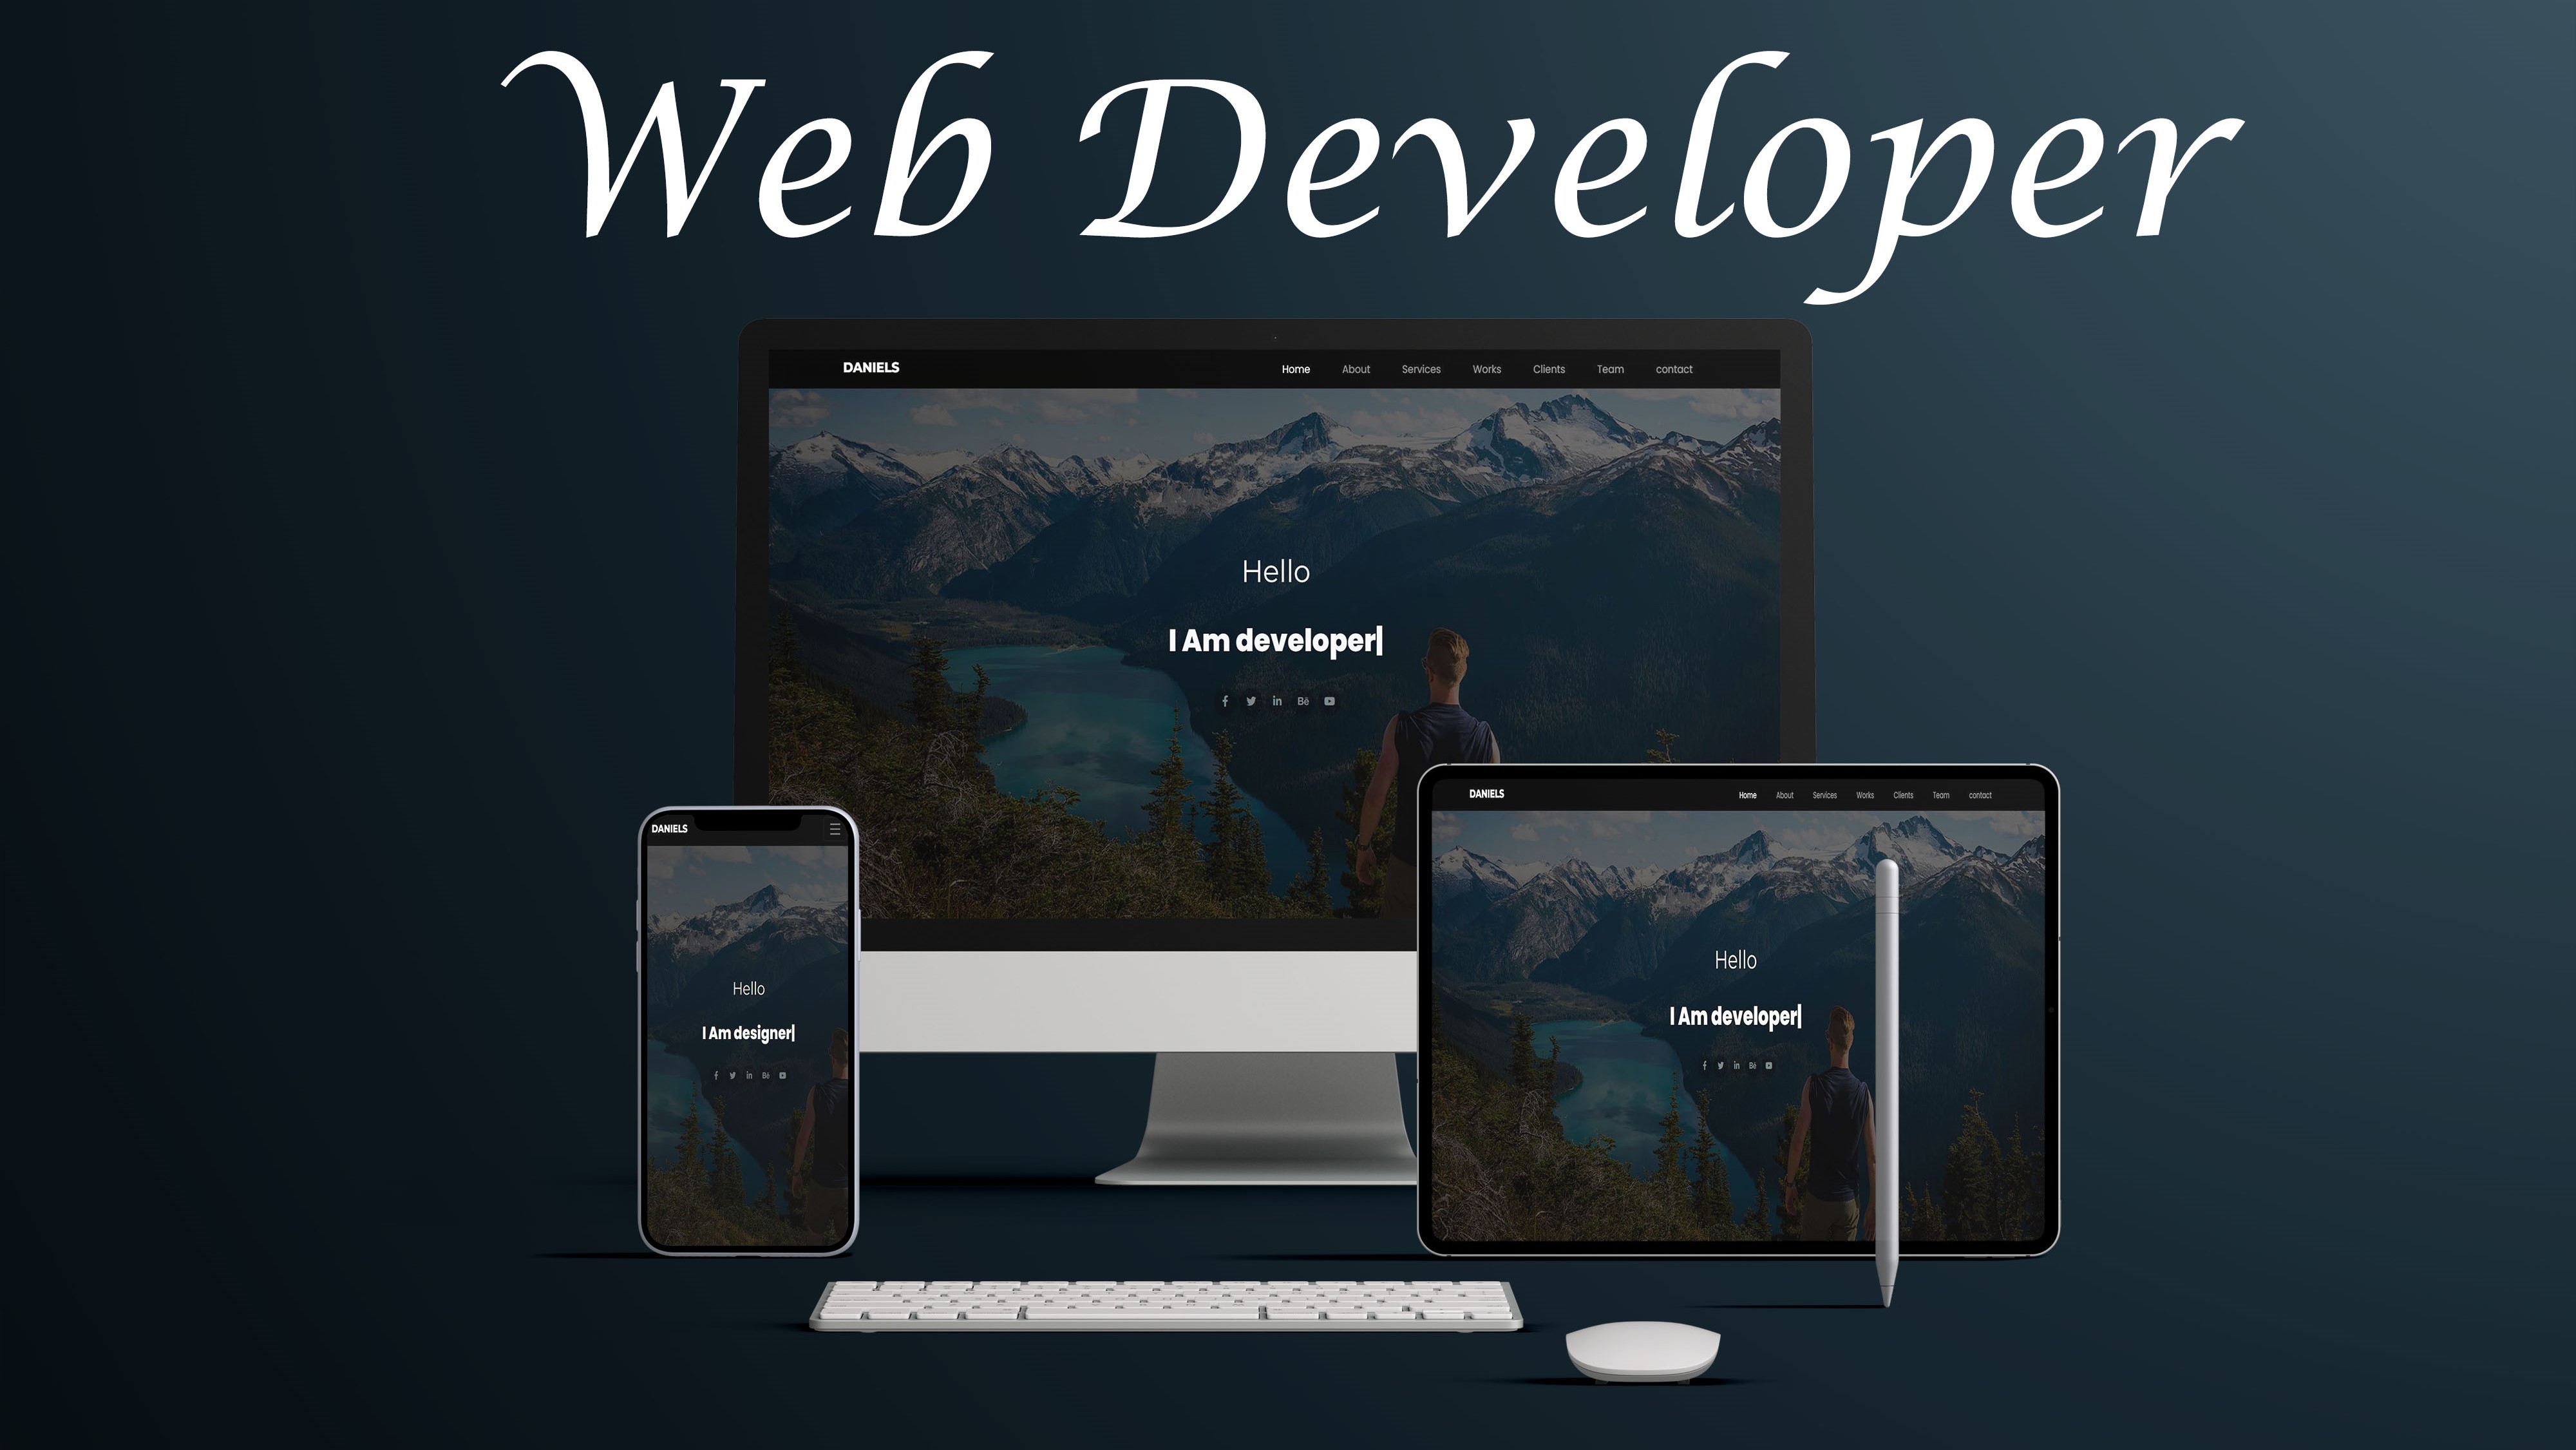 Web Developer
DANIELS Home About Services Works Clients Team contact
Hello
I Am developer|
f in Bē
DANIELS
Hello
I Am designer|
f in Bē
DANIELS Home About Services Works Clients Team contact
Hello
I Am developer|
f in Bē